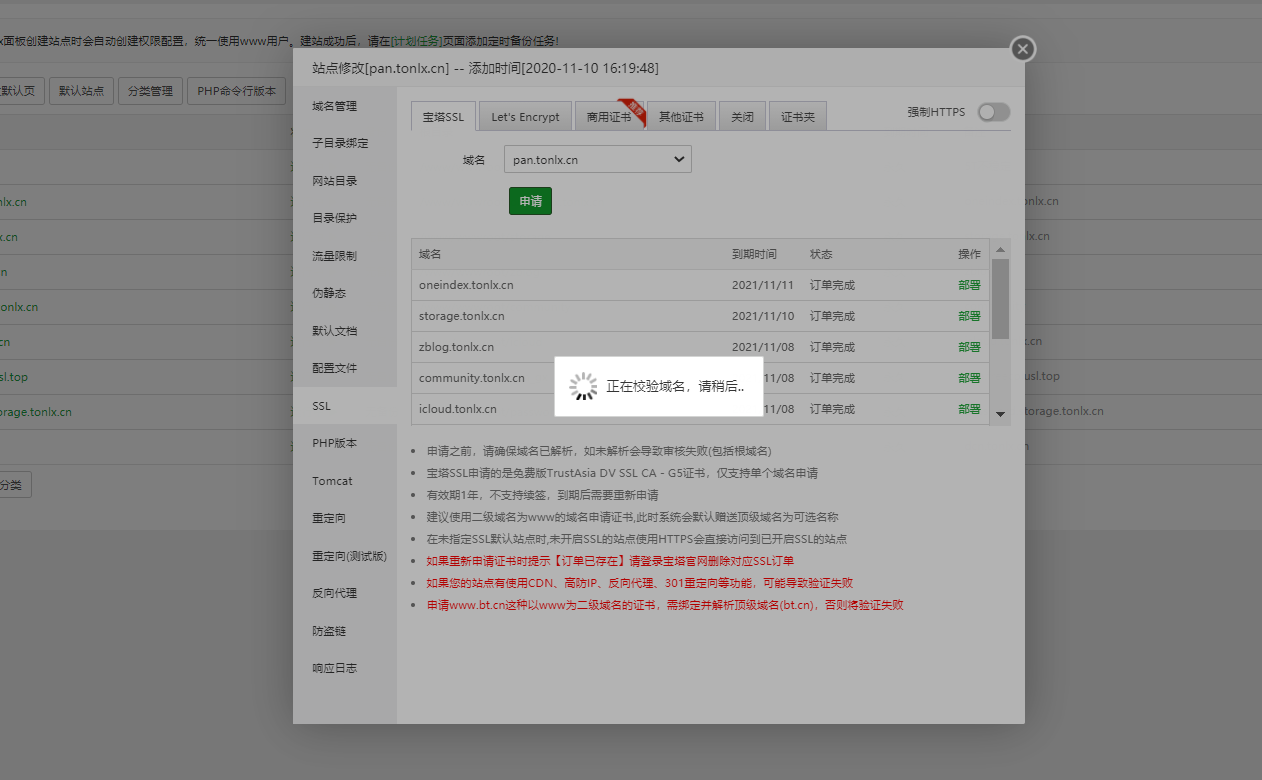 x面板创建站点时会自动创建权限配置，统一使用www用户。建站成功后，请在[计划任务]页面添加定时备份任务!
默认页 默认站点 分类管理 PHP命令行版本
站点修改[pan.tonlx.cn] -- 添加时间[2020-11-10 16:19:48]
域名管理
子目录绑定
网站目录
目录保护
流量限制
伪静态
默认文档
配置文件
SSL
PHP版本
Tomcat
重定向
重定向(测试版)
反向代理
防盗链
响应日志
宝塔SSL Let's Encrypt 商用证书 推荐 其他证书 关闭 证书夹 强制HTTPS
域名 pan.tonlx.cn
申请
域名 到期时间 状态 操作
oneindex.tonlx.cn 2021/11/11 订单完成 部署
storage.tonlx.cn 2021/11/10 订单完成 部署
zblog.tonlx.cn 2021/11/08 订单完成 部署
community.tonlx.cn 11/08 订单完成 部署
icloud.tonlx.cn 11/08 订单完成 部署
正在校验域名，请稍后..
申请之前，请确保域名已解析，如未解析会导致审核失败(包括根域名)
宝塔SSL申请的是免费版TrustAsia DV SSL CA - G5证书，仅支持单个域名申请
有效期1年，不支持续签，到期后需要重新申请
建议使用二级域名为www的域名申请证书,此时系统会默认赠送顶级域名为可选名称
在未指定SSL默认站点时,未开启SSL的站点使用HTTPS会直接访问到已开启SSL的站点
如果重新申请证书时提示【订单已存在】请登录宝塔官网删除对应SSL订单
如果您的站点有使用CDN、高防IP、反向代理、301重定向等功能，可能导致验证失败
申请www.bt.cn这种以www为二级域名的证书，需绑定并解析顶级域名(bt.cn)，否则将验证失败
nlx.cn
x.cn
n
onlx.cn
cn
sl.top
orage.tonlx.cn
分类
onlx.cn
lx.cn
x.cn
usl.top
torage.tonlx.cn
n